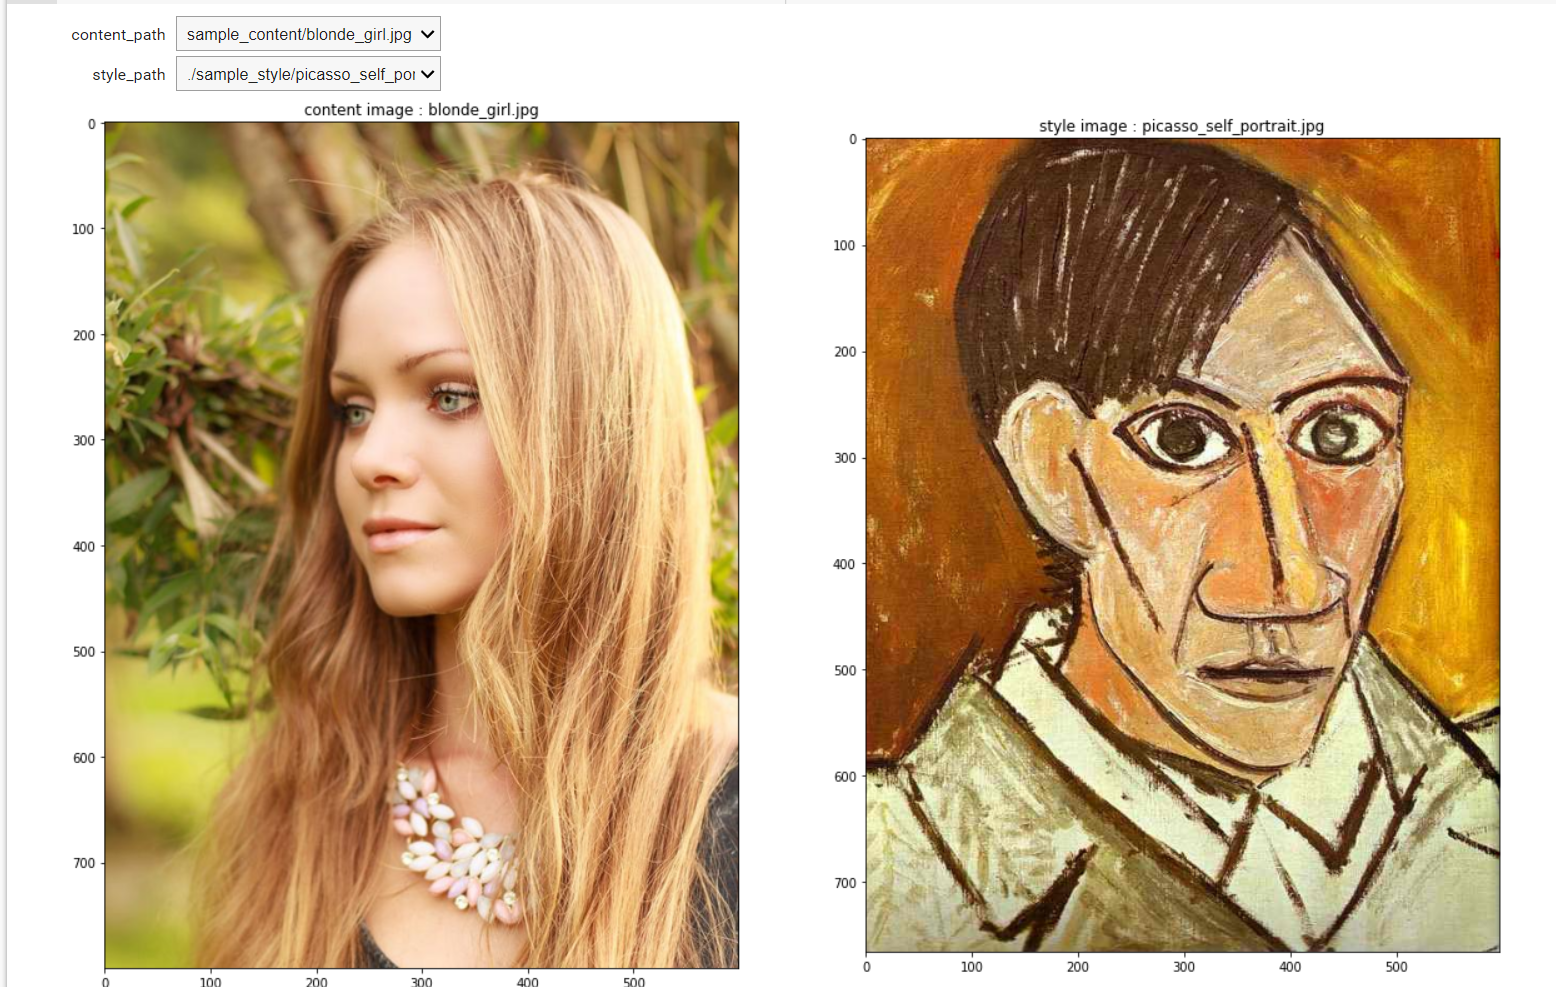 content_path sample_content/blonde_girl.jpg
style_path ./sample_style/picasso_self_por
content image : blonde_girl.jpg
style image : picasso_self_portrait.jpg
0
100
200
300
400
500
600
700
0 100 200 300 400 500
0
100
200
300
400
500
600
700
0 100 200 300 400 500